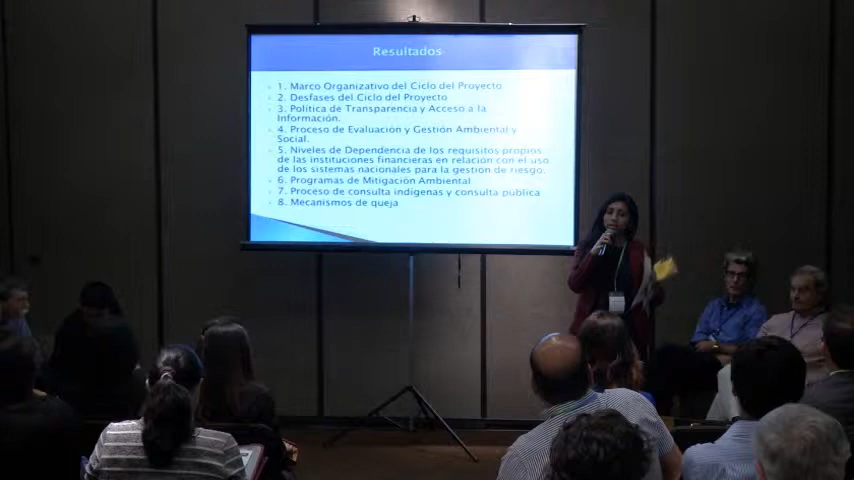 Resultados
1. Marco Organizativo del Ciclo del Proyecto
2. Desfases del Ciclo del Proyecto
3. Política de Transparencia y Acceso a la
Información.
4. Proceso de Evaluación y Gestión Ambiental y
Social.
5. Niveles de Dependencia de los requisitos propios
de las instituciones financieras en relación con el uso
de los sistemas nacionales para la gestión de riesgo.
6. Programas de Mitigación Ambiental
7. Proceso de consulta indígenas y consulta pública
8. Mecanismos de queja